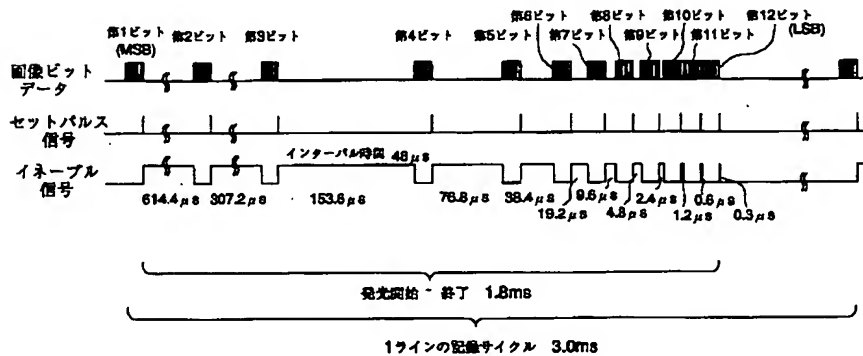 第1ビット
(MSB)
第2ビット
第3ビット
第4ビット
第5ビット
第6ビット
第7ビット
第8ビット
第9ビット
第10ビット
第11ビット
第12ビット
(LSB)
画像ビット
データ
セットパルス
信号
イネーブル
信号
インターバル時間 48μs
614.4μs
307.2μs
153.6μs
76.8μs
38.4μs
19.2μs
9.6μs
4.8μs
2.4μs
1.2μs
0.6μs
0.3μs
発光開始~終了 1.8ms
1ラインの記録サイクル 3.0ms